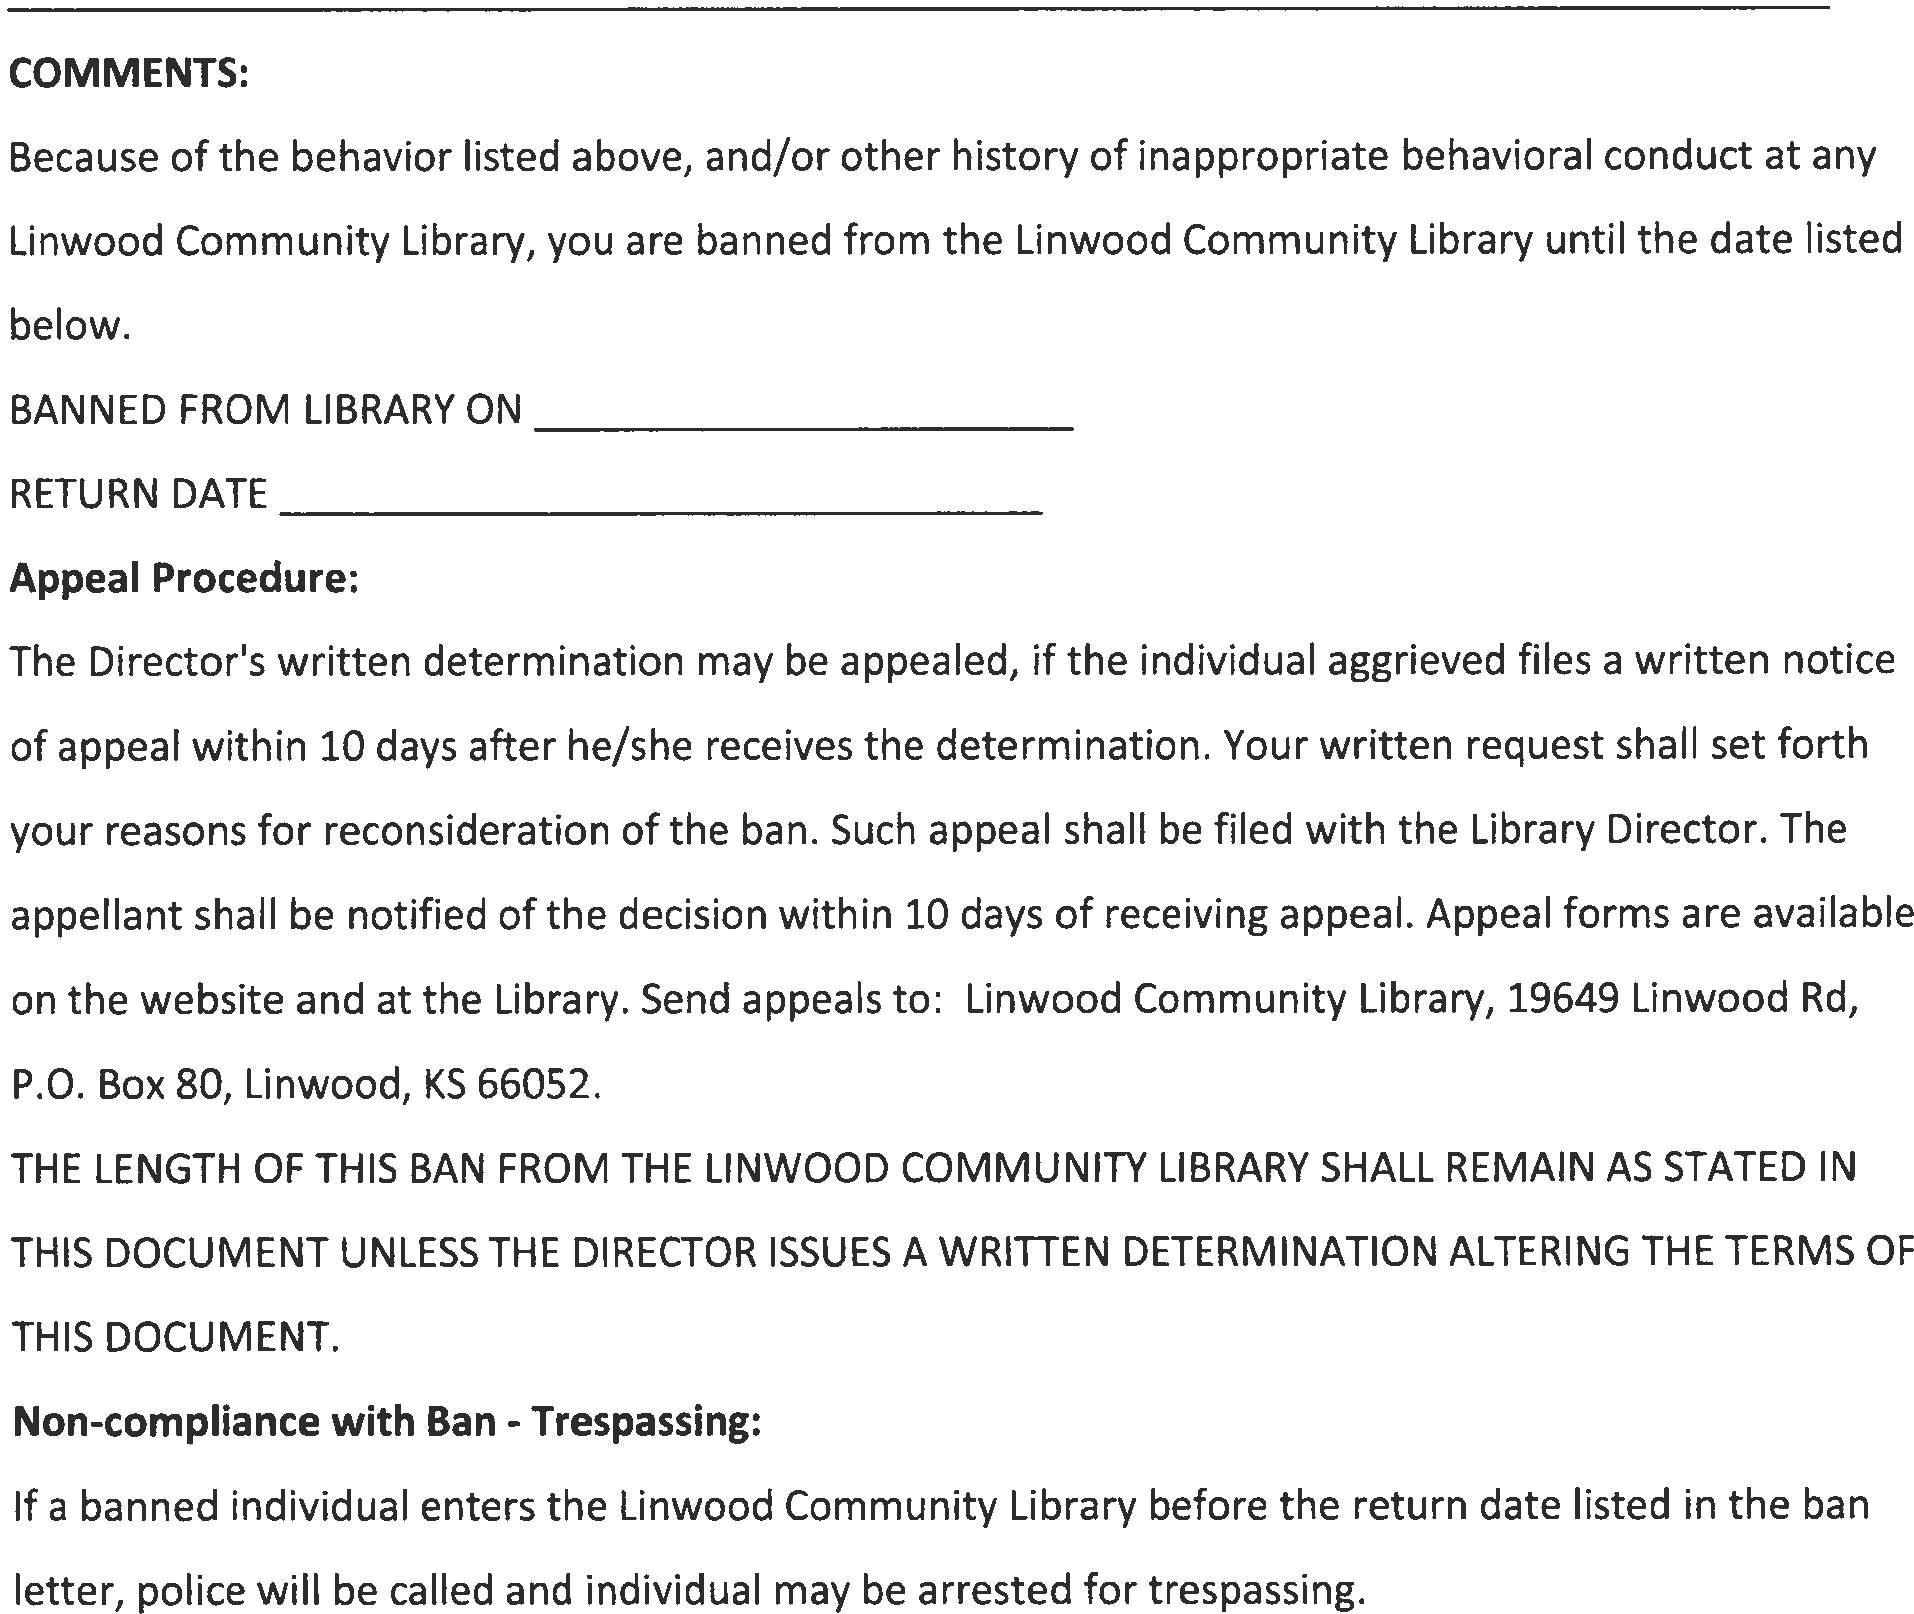 COMMENTS:
Because of the behavior listed above, and/or other history of inappropriate behavioral conduct at any
Linwood Community Library, you are banned from the Linwood Community Library until the date listed
below.
BANNED FROM LIBRARY ON ____________________
RETURN DATE ____________________
Appeal Procedure:
The Director's written determination may be appealed, if the individual aggrieved files a written notice
of appeal within 10 days after he/she receives the determination. Your written request shall set forth
your reasons for reconsideration of the ban. Such appeal shall be filed with the Library Director. The
appellant shall be notified of the decision within 10 days of receiving appeal. Appeal forms are available
on the website and at the Library. Send appeals to:  Linwood Community Library, 19649 Linwood Rd,
P.O. Box 80, Linwood, KS 66052.
THE LENGTH OF THIS BAN FROM THE LINWOOD COMMUNITY LIBRARY SHALL REMAIN AS STATED IN
THIS DOCUMENT UNLESS THE DIRECTOR ISSUES A WRITTEN DETERMINATION ALTERING THE TERMS OF
THIS DOCUMENT.
Non-compliance with Ban - Trespassing:
If a banned individual enters the Linwood Community Library before the return date listed in the ban
letter, police will be called and individual may be arrested for trespassing.